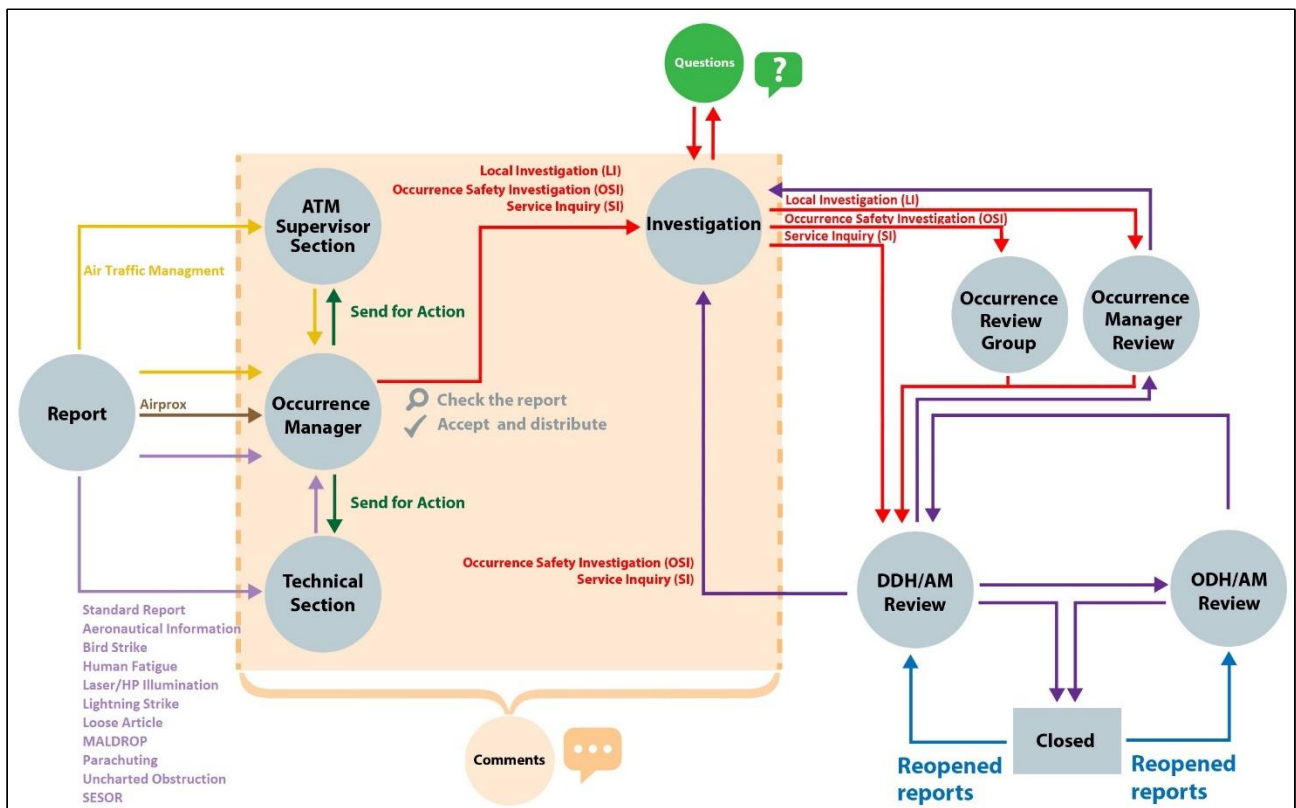 Questions
?
Local Investigation (LI)
Occurrence Safety Investigation (OSI)
Service Inquiry (SI)
ATM
Supervisor
Section
Investigation
Local Investigation (LI)
Occurrence Safety Investigation (OSI)
Service Inquiry (SI)
Air Traffic Managment
Send for Action
Occurrence
Review
Group
Occurrence
Manager
Review
Report
Airprox
Occurrence
Manager
Check the report
Accept and distribute
Send for Action
Technical
Section
Occurrence Safety Investigation (OSI)
Service Inquiry (SI)
DDH/AM
Review
ODH/AM
Review
Standard Report
Aeronautical Information
Bird Strike
Human Fatigue
Laser/HP Illumination
Lightning Strike
Loose Article
MALDROP
Parachuting
Uncharted Obstruction
SESOR
Comments
Closed
Reopened
reports
Reopened
reports